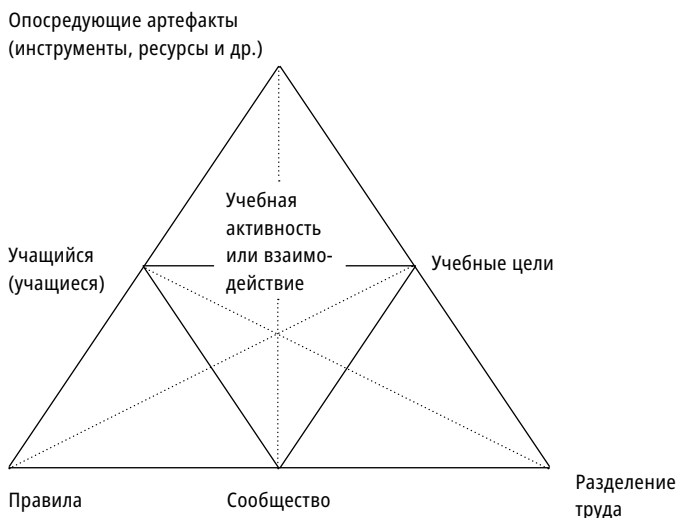 Опосредующие артефакты
(инструменты, ресурсы и др.)
Учебная
активность
или взаимо-
действие
Учащийся
(учащиеся)
Учебные цели
Правила
Сообщество
Разделение
труда